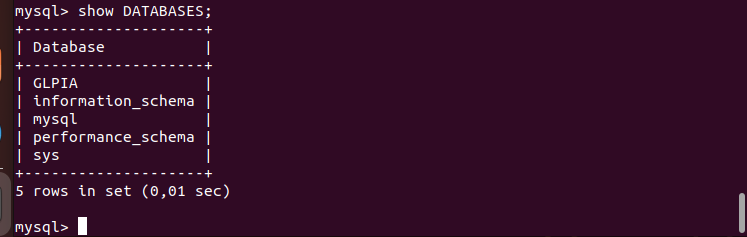 mysql> show DATABASES;
+--------------------+
| Database           |
+--------------------+
| GLPIA              |
| information_schema |
| mysql              |
| performance_schema |
| sys                |
+--------------------+
5 rows in set (0,01 sec)
mysql>